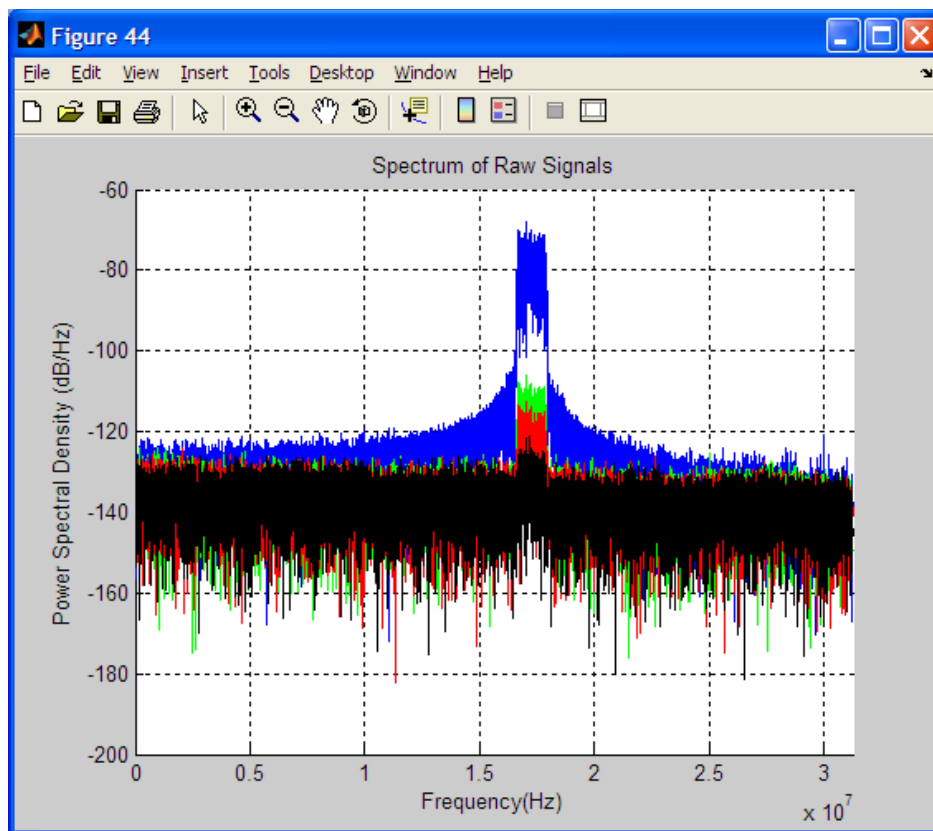 Figure 44
File Edit View Insert Tools Desktop Window Help
Spectrum of Raw Signals
-60
-80
-100
-120
-140
-160
-180
-200
Power Spectral Density (dB/Hz)
0 0.5 1 1.5 2 2.5 3
Frequency(Hz)
x 10^7